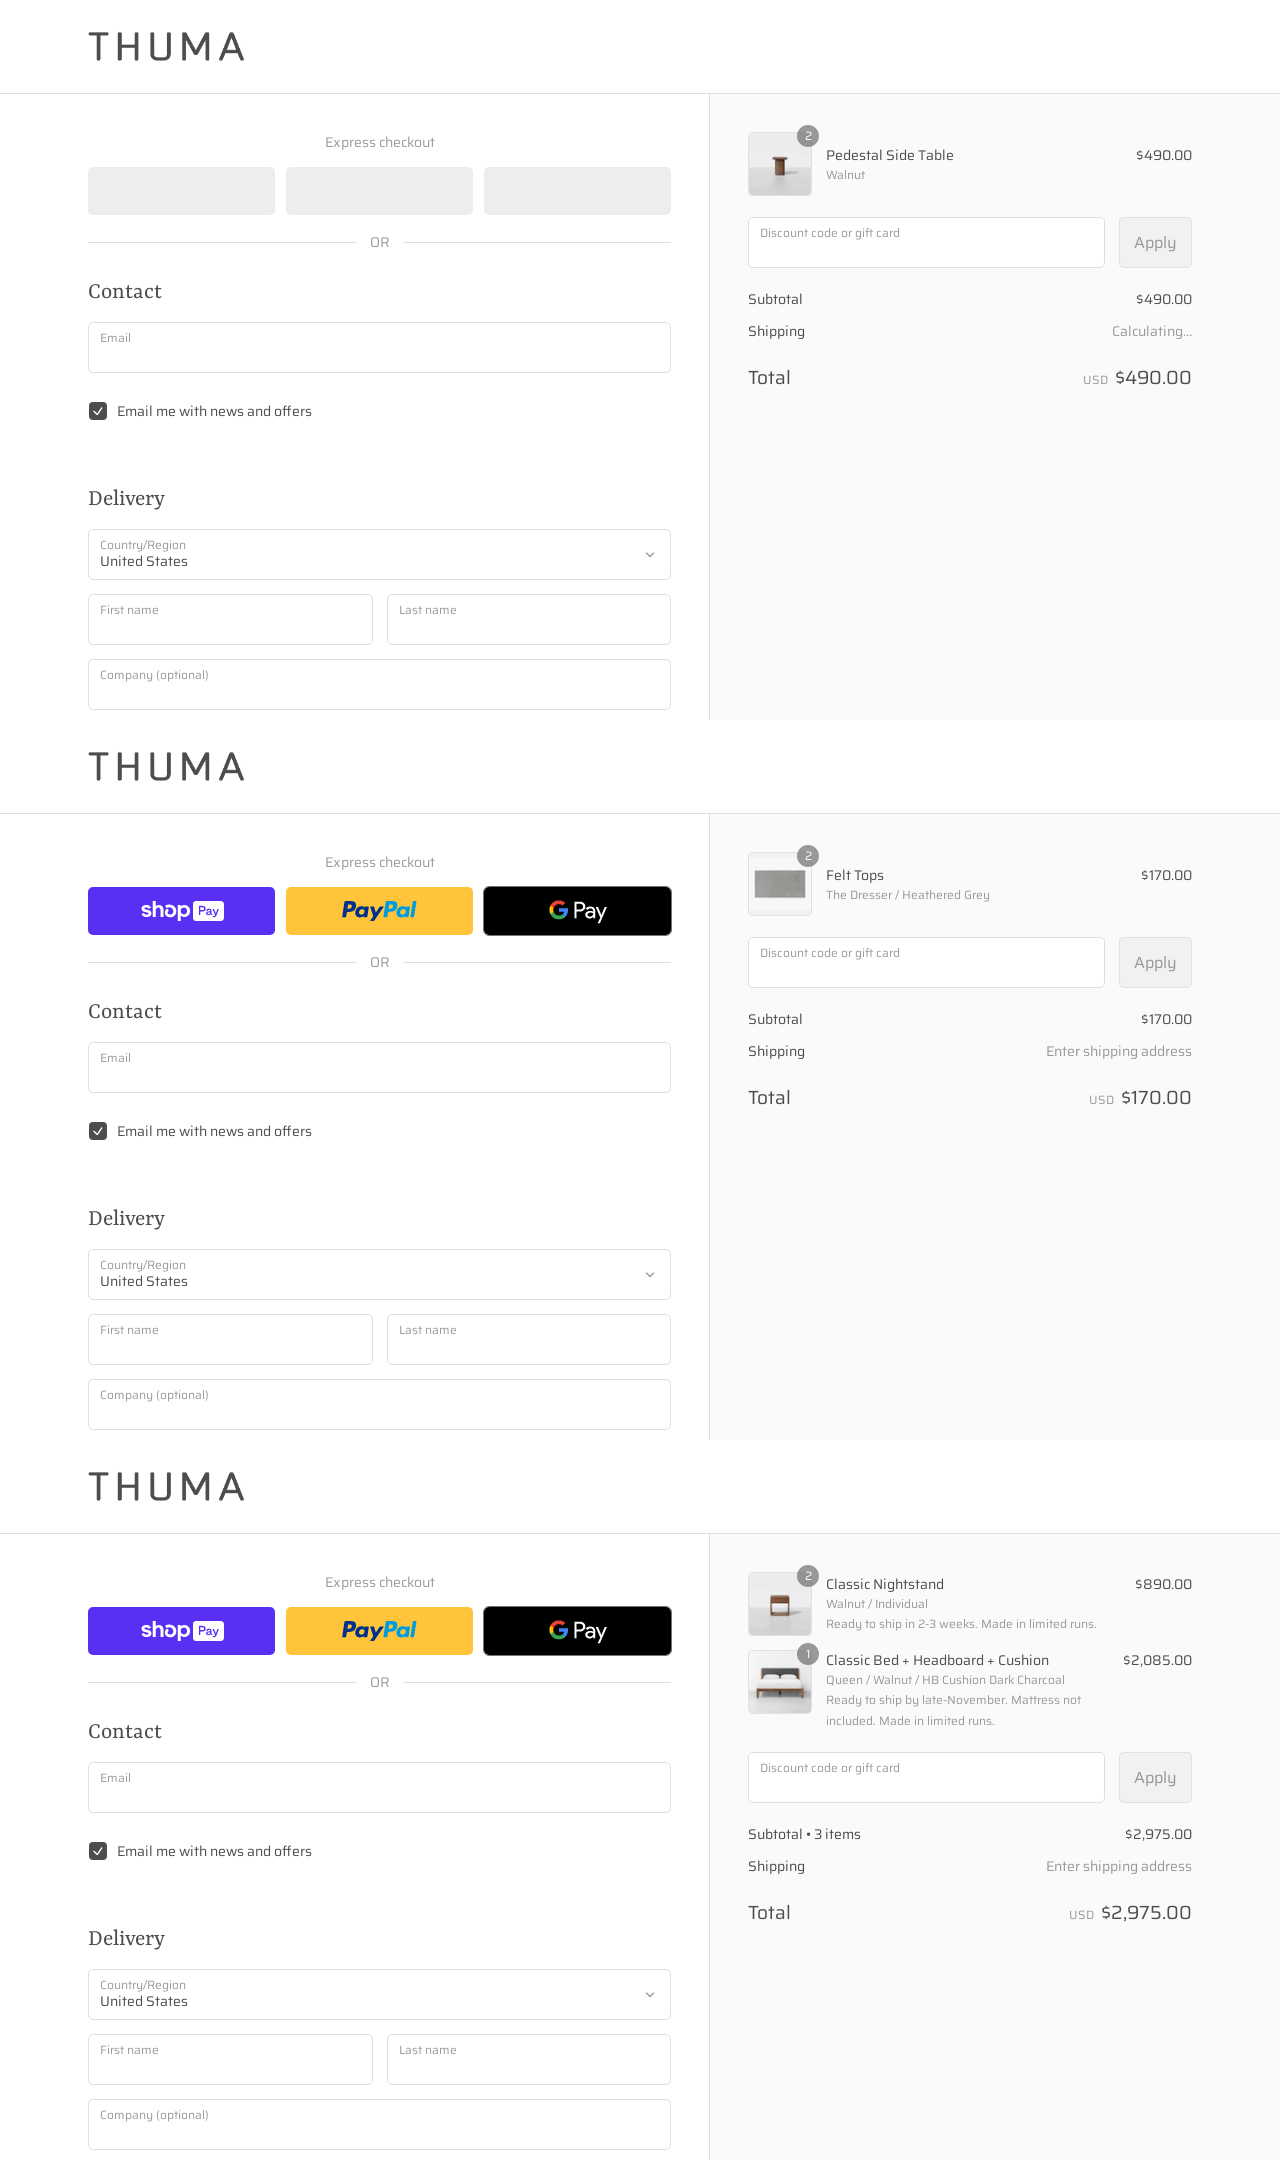 THUMA
Express checkout
OR
Contact
Email
Email me with news and offers
Delivery
Country/Region
United States
First name
Last name
Company (optional)
2
Pedestal Side Table
$490.00
Walnut
Discount code or gift card
Apply
Subtotal
$490.00
Shipping
Calculating...
Total
USD $490.00
THUMA
Express checkout
shop Pay
PayPal
G Pay
OR
Contact
Email
Email me with news and offers
Delivery
Country/Region
United States
First name
Last name
Company (optional)
2
Felt Tops
$170.00
The Dresser / Heathered Grey
Discount code or gift card
Apply
Subtotal
$170.00
Shipping
Enter shipping address
Total
USD $170.00
THUMA
Express checkout
shop Pay
PayPal
G Pay
OR
Contact
Email
Email me with news and offers
Delivery
Country/Region
United States
First name
Last name
Company (optional)
2
Classic Nightstand
$890.00
Walnut / Individual
Ready to ship in 2-3 weeks. Made in limited runs.
1
Classic Bed + Headboard + Cushion
$2,085.00
Queen / Walnut / HB Cushion Dark Charcoal
Ready to ship by late-November. Mattress not
included. Made in limited runs.
Discount code or gift card
Apply
Subtotal • 3 items
$2,975.00
Shipping
Enter shipping address
Total
USD $2,975.00